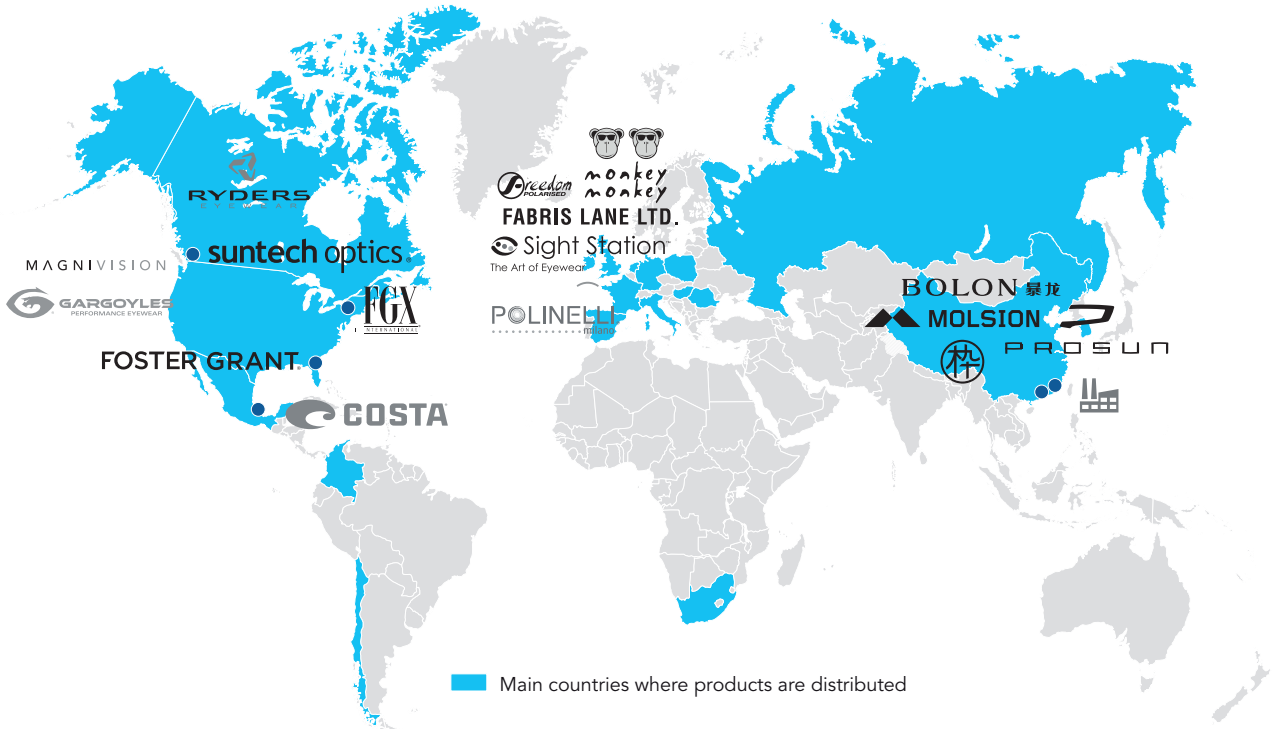 monkey
monkey
Freedom
POLARISED
RYDERS
EYEWEAR
FABRIS LANE LTD.
suntech optics®
Sight Station
The Art of Eyewear
MAGNIVISION
GARGOYLES
PERFORMANCE EYEWEAR
FGX
INTERNATIONAL
BOLON 暴龙
POLINELLI
milano
MOLSION
PROSUN
FOSTER GRANT®
枠
COSTA®
Main countries where products are distributed